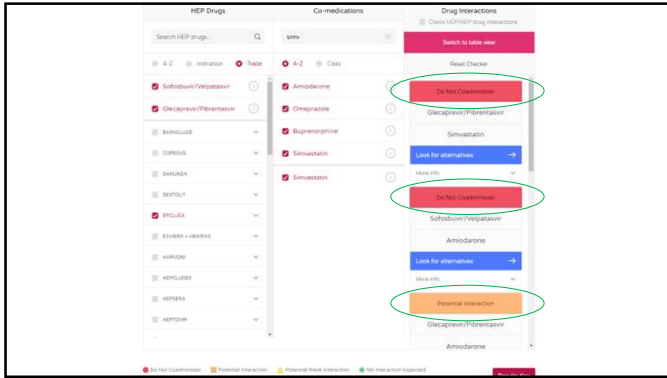 HEP Drugs
Search HEP drugs...
A-Z Indication Trade
Sofosbuvir/Velpatasvir
Glecaprevir/Pibrentasvir
BARACLUDE
COPEGUS
DAKLINZA
DESTOLIT
EPCLUSA
EXVIERA + VIEKIRAX
HARVONI
HEPCLUDEX
HEPSERA
Co-medications
simv
A-Z Class
Amiodarone
Omeprazole
Buprenorphine
Simvastatin
Simvastatin
Drug Interactions
Check HEP/HEP drug interactions
Switch to table view
Reset Checker
Do Not Coadminister
Glecaprevir/Pibrentasvir
Simvastatin
Look for alternatives
More Info
Do Not Coadminister
Sofosbuvir/Velpatasvir
Amiodarone
Look for alternatives
More Info
Potential Interaction
Glecaprevir/Pibrentasvir
Amiodarone
Do Not Coadminister Potential Interaction Potential Weak Interaction No Interaction Expected